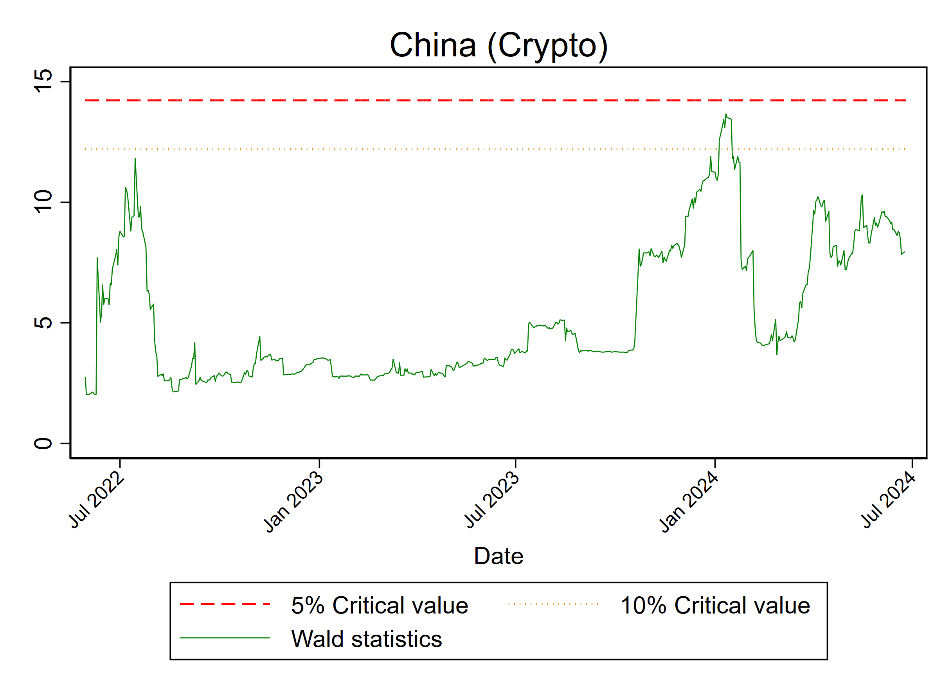 China (Crypto)
15
10
5
0
Jul 2022
Jan 2023
Jul 2023
Jan 2024
Jul 2024
Date
5% Critical value
10% Critical value
Wald statistics